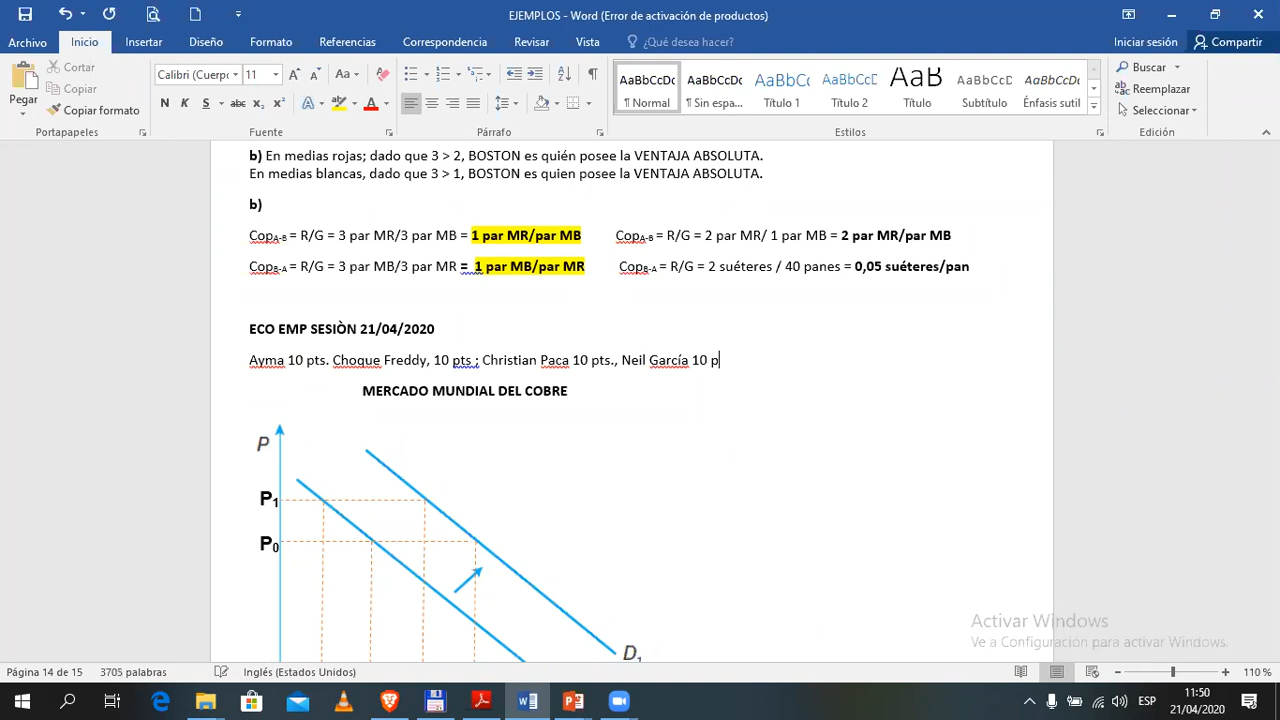 EJEMPLOS - Word (Error de activación de productos)
Archivo Inicio Insertar Diseño Formato Referencias Correspondencia Revisar Vista ¿Qué desea hacer? Iniciar sesión Compartir
Pegar
Cortar
Copiar
Copiar formato
Portapapeles
Calibri (Cuerpo 11
Aa
N K S abc x₂ x²
Fuente
Párrafo
AaBbCcDc AaBbCcDc AaBbCcDc AaBbCcD AaB AaBbCcD AaBbCcDc
¶ Normal ¶ Sin espa... Título 1 Título 2 Título Subtítulo Énfasis sutil
Estilos
Buscar
Reemplazar
Seleccionar
Edición
b) En medias rojas; dado que 3 > 2, BOSTON es quién posee la VENTAJA ABSOLUTA.
En medias blancas, dado que 3 > 1, BOSTON es quien posee la VENTAJA ABSOLUTA.
b)
CopA-B = R/G = 3 par MR/3 par MB = 1 par MR/par MB CopA-B = R/G = 2 par MR/ 1 par MB = 2 par MR/par MB
CopB-A = R/G = 3 par MB/3 par MR = 1 par MB/par MR CopB-A = R/G = 2 suéteres / 40 panes = 0,05 suéteres/pan
ECO EMP SESIÒN 21/04/2020
Ayma 10 pts. Choque Freddy, 10 pts ; Christian Paca 10 pts., Neil García 10 p
MERCADO MUNDIAL DEL COBRE
P
P1
P0
D1
Activar Windows
Ve a Configuración para activar Windows.
Página 14 de 15 3705 palabras Inglés (Estados Unidos) 110 %
ESP
11:50
21/04/2020